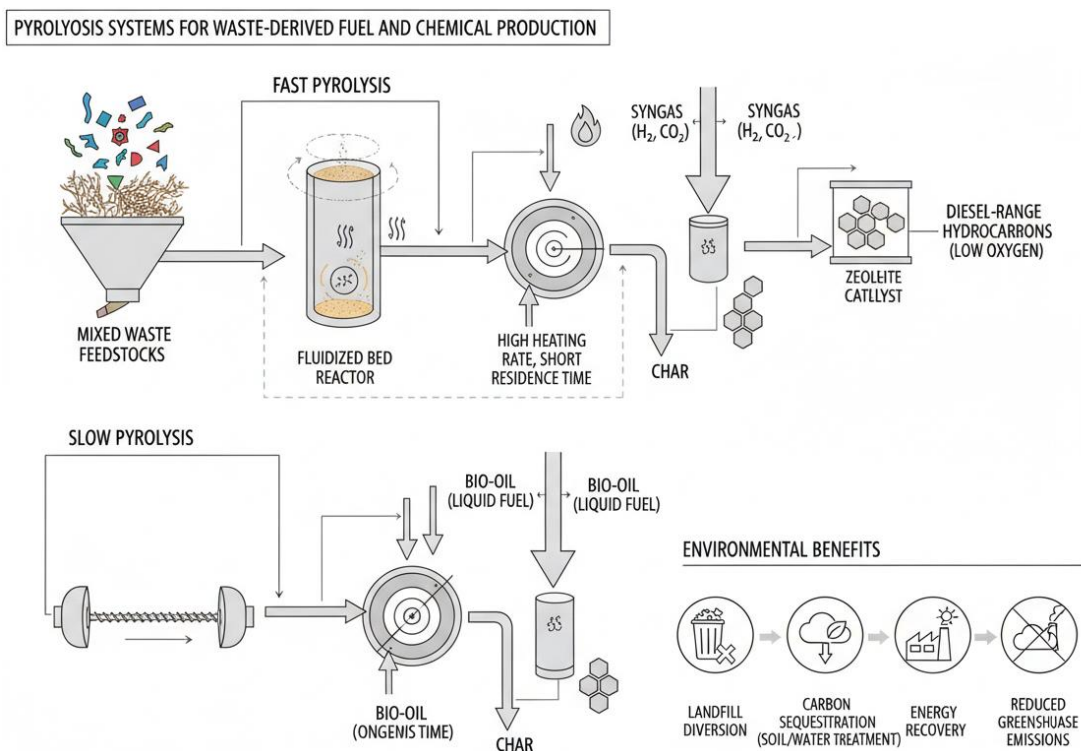 PYROLYOSIS SYSTEMS FOR WASTE-DERIVED FUEL AND CHEMICAL PRODUCTION
FAST PYROLYSIS
SYNGAS
(H₂, CO₂)
SYNGAS
(H₂, CO₂.)
MIXED WASTE
FEEDSTOCKS
FLUIDIZED BED
REACTOR
HIGH HEATING
RATE, SHORT
RESIDENCE TIME
CHAR
ZEOLEITE
CATLLYST
DIESEL-RANGE
HYDROCARRONS
(LOW OXYGEN)
SLOW PYROLYSIS
BIO-OIL
(LIQUID FUEL)
BIO-OIL
(LIQUID FUEL)
BIO-OIL
(ONGENIS TIME)
CHAR
ENVIRONMENTAL BENEFITS
LANDFILL
DIVERSION
CARBON
SEQUESTTRATION
(SOIL/WATER TREATMENT)
ENERGY
RECOVERY
REDUCED
GREENSHUASE
EMISSIONS